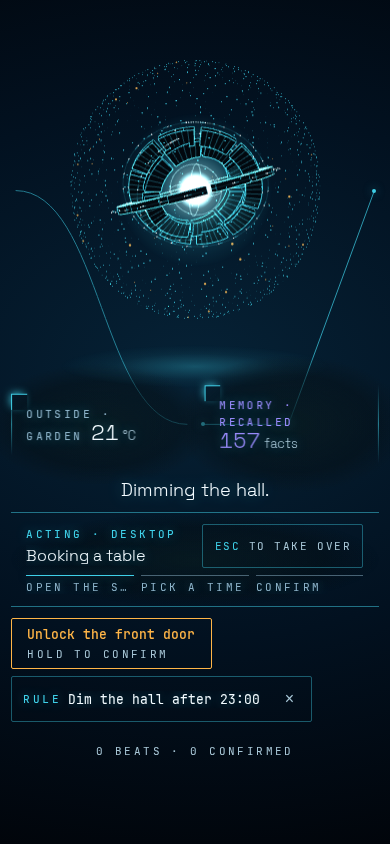 OUTSIDE ·
GARDEN 21 °C
MEMORY ·
RECALLED
157 facts
Dimming the hall.
ACTING · DESKTOP
Booking a table
ESC TO TAKE OVER
OPEN THE S… PICK A TIME CONFIRM
Unlock the front door
HOLD TO CONFIRM
RULE Dim the hall after 23:00 ×
0 BEATS · 0 CONFIRMED